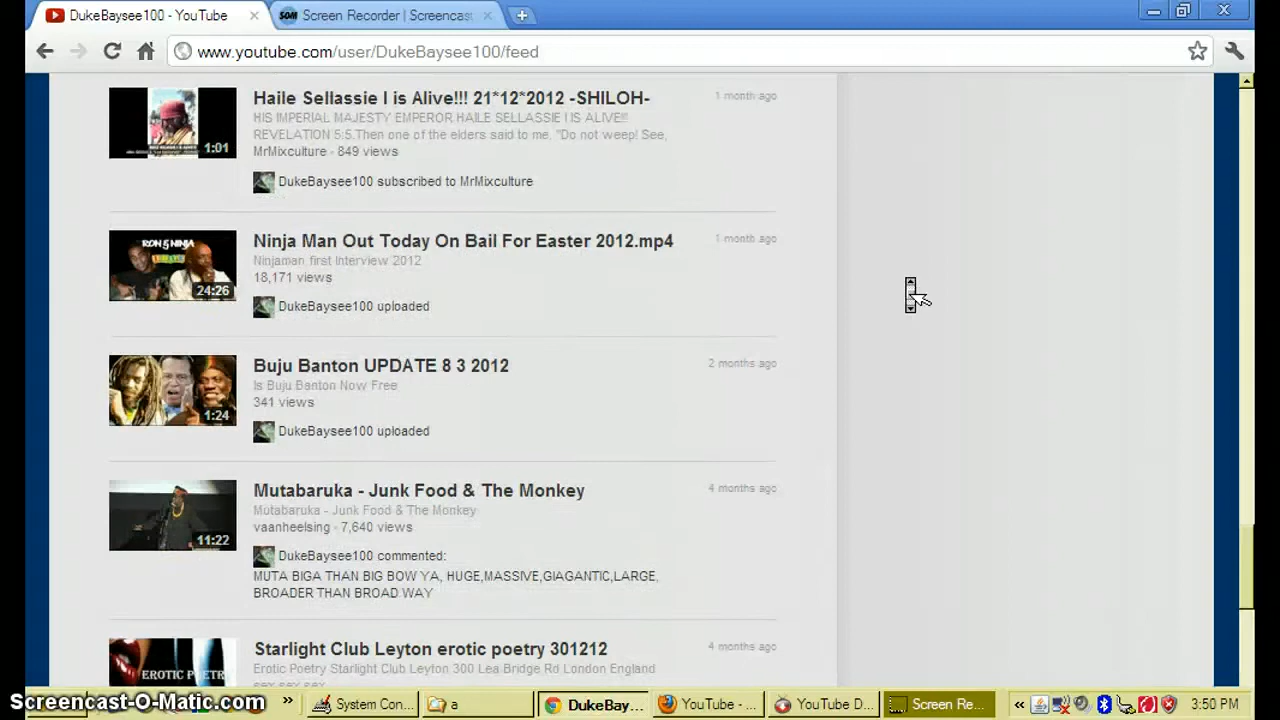 DukeBaysee100 - YouTube
Screen Recorder | Screencast
www.youtube.com/user/DukeBaysee100/feed
Haile Sellassie I is Alive!!! 21*12*2012 -SHILOH-
1 month ago
HIS IMPERIAL MAJESTY EMPEROR HAILE SELLASSIE I IS ALIVE!!!
REVELATION 5:5.Then one of the elders said to me, "Do not weep! See,
1:01
MrMixculture - 849 views
DukeBaysee100 subscribed to MrMixculture
Ninja Man Out Today On Bail For Easter 2012.mp4
1 month ago
RON & NINJA
Ninjaman first Interview 2012
18,171 views
24:26
DukeBaysee100 uploaded
Buju Banton UPDATE 8 3 2012
2 months ago
Is Buju Banton Now Free
341 views
1:24
DukeBaysee100 uploaded
Mutabaruka - Junk Food & The Monkey
4 months ago
Mutabaruka - Junk Food & The Monkey
vaanheelsing - 7,640 views
11:22
DukeBaysee100 commented:
MUTA BIGA THAN BIG BOW YA, HUGE,MASSIVE,GIAGANTIC,LARGE,
BROADER THAN BROAD WAY
Starlight Club Leyton erotic poetry 301212
4 months ago
Erotic Poetry Starlight Club Leyton 300 Lea Bridge Rd London England
EROTIC POETR
sex sex sex
Screencast-O-Matic.com
»
System Con...
a
DukeBay...
YouTube - ...
YouTube D...
Screen Re...
«
3:50 PM